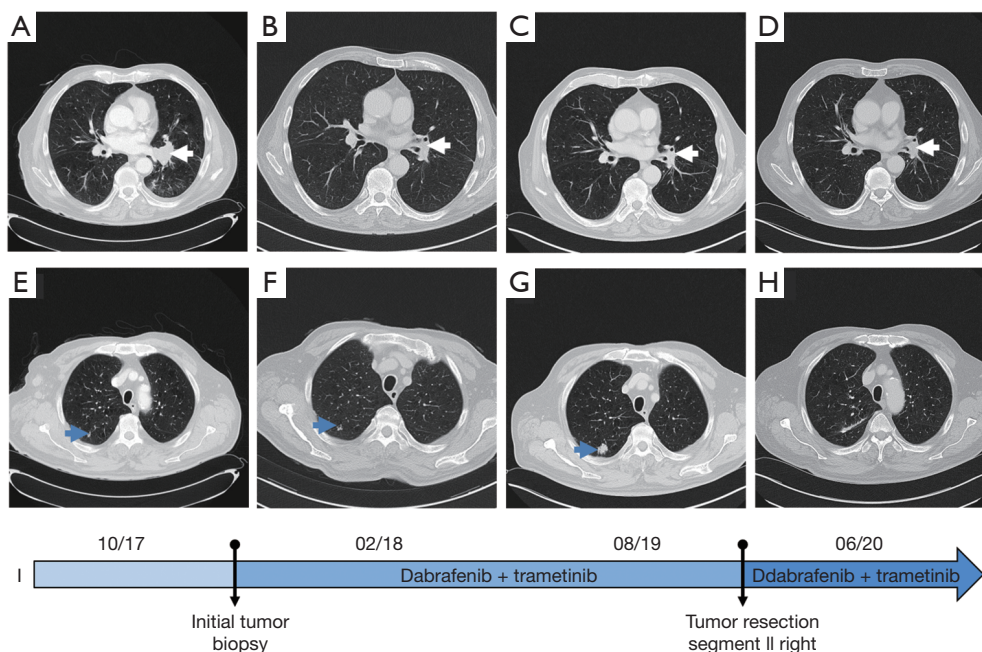 A
B
C
D
E
F
G
H
10/17
02/18
08/19
06/20
I
Dabrafenib + trametinib
Ddabrafenib + trametinib
Initial tumor
biopsy
Tumor resection
segment II right